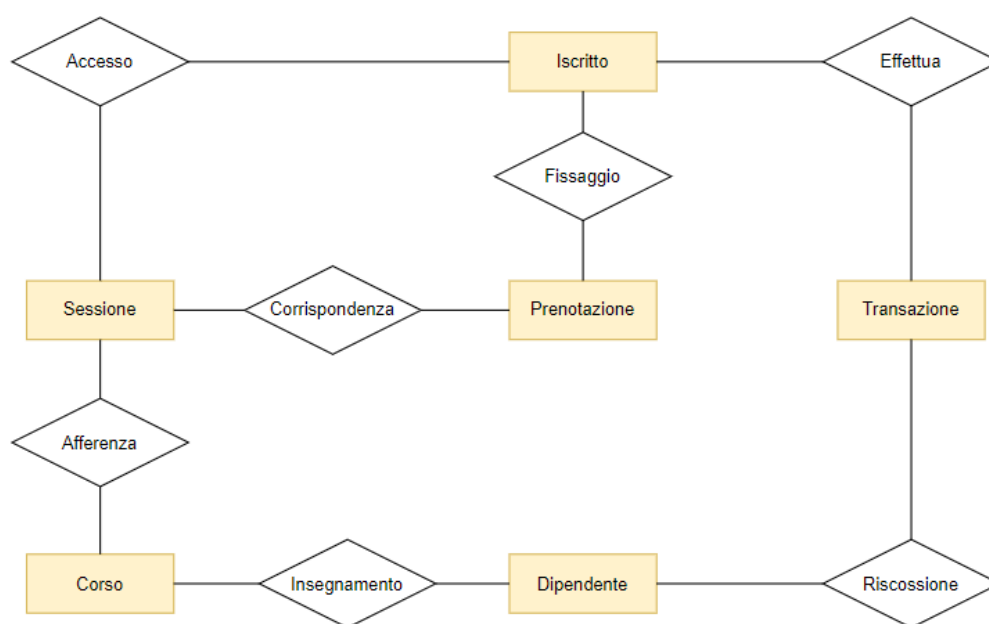 Accesso
Iscritto
Effettua
Fissaggio
Sessione
Corrispondenza
Prenotazione
Transazione
Afferenza
Corso
Insegnamento
Dipendente
Riscossione